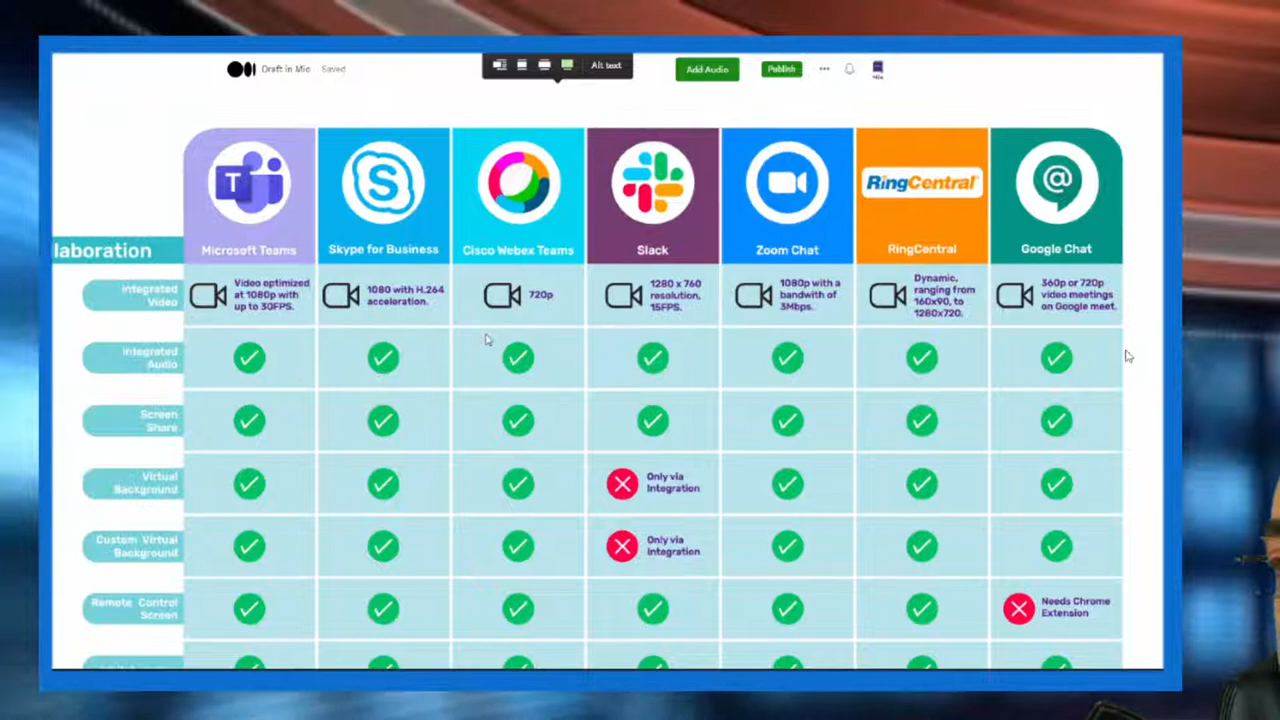 Draft in Mio Saved
Alt text
Add Audio
Publish
Mio
T
S
RingCentral
@
laboration
Microsoft Teams
Skype for Business
Cisco Webex Teams
Slack
Zoom Chat
RingCentral
Google Chat
Integrated
Video
Video optimized
at 1080p with
up to 30FPS.
1080 with H.264
acceleration.
720p
1280 x 760
resolution,
15FPS.
1080p with a
bandwith of
3Mbps.
Dynamic,
ranging from
160x90, to
1280x720.
360p or 720p
video meetings
on Google meet.
Integrated
Audio
Screen
Share
Virtual
Background
Only via
Integration
Custom Virtual
Background
Only via
Integration
Remote Control
Screen
Needs Chrome
Extension